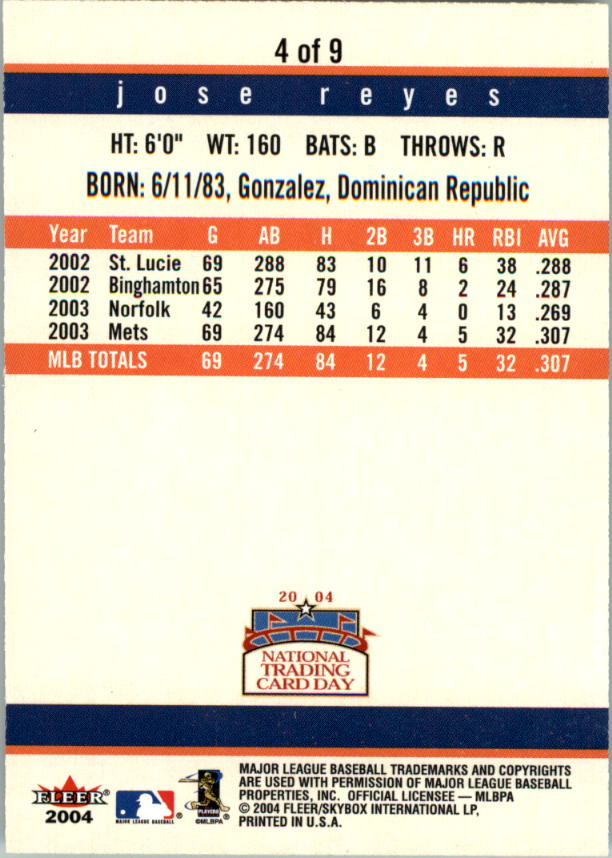 4 of 9
jose reyes
HT: 6'0" WT: 160 BATS: B THROWS: R
BORN: 6/11/83, Gonzalez, Dominican Republic
Year Team G AB H 2B 3B HR RBI AVG
2002 St. Lucie 69 288 83 10 11 6 38 .288
2002 Binghamton 65 275 79 16 8 2 24 .287
2003 Norfolk 42 160 43 6 4 0 13 .269
2003 Mets 69 274 84 12 4 5 32 .307
MLB TOTALS 69 274 84 12 4 5 32 .307
20 04
NATIONAL
TRADING
CARD DAY
FLEER®
2004
MAJOR LEAGUE BASEBALL®
PLAYERS
©MLBPA
MAJOR LEAGUE BASEBALL TRADEMARKS AND COPYRIGHTS
ARE USED WITH PERMISSION OF MAJOR LEAGUE BASEBALL
PROPERTIES, INC. OFFICIAL LICENSEE — MLBPA
© 2004 FLEER/SKYBOX INTERNATIONAL LP,
PRINTED IN U.S.A.